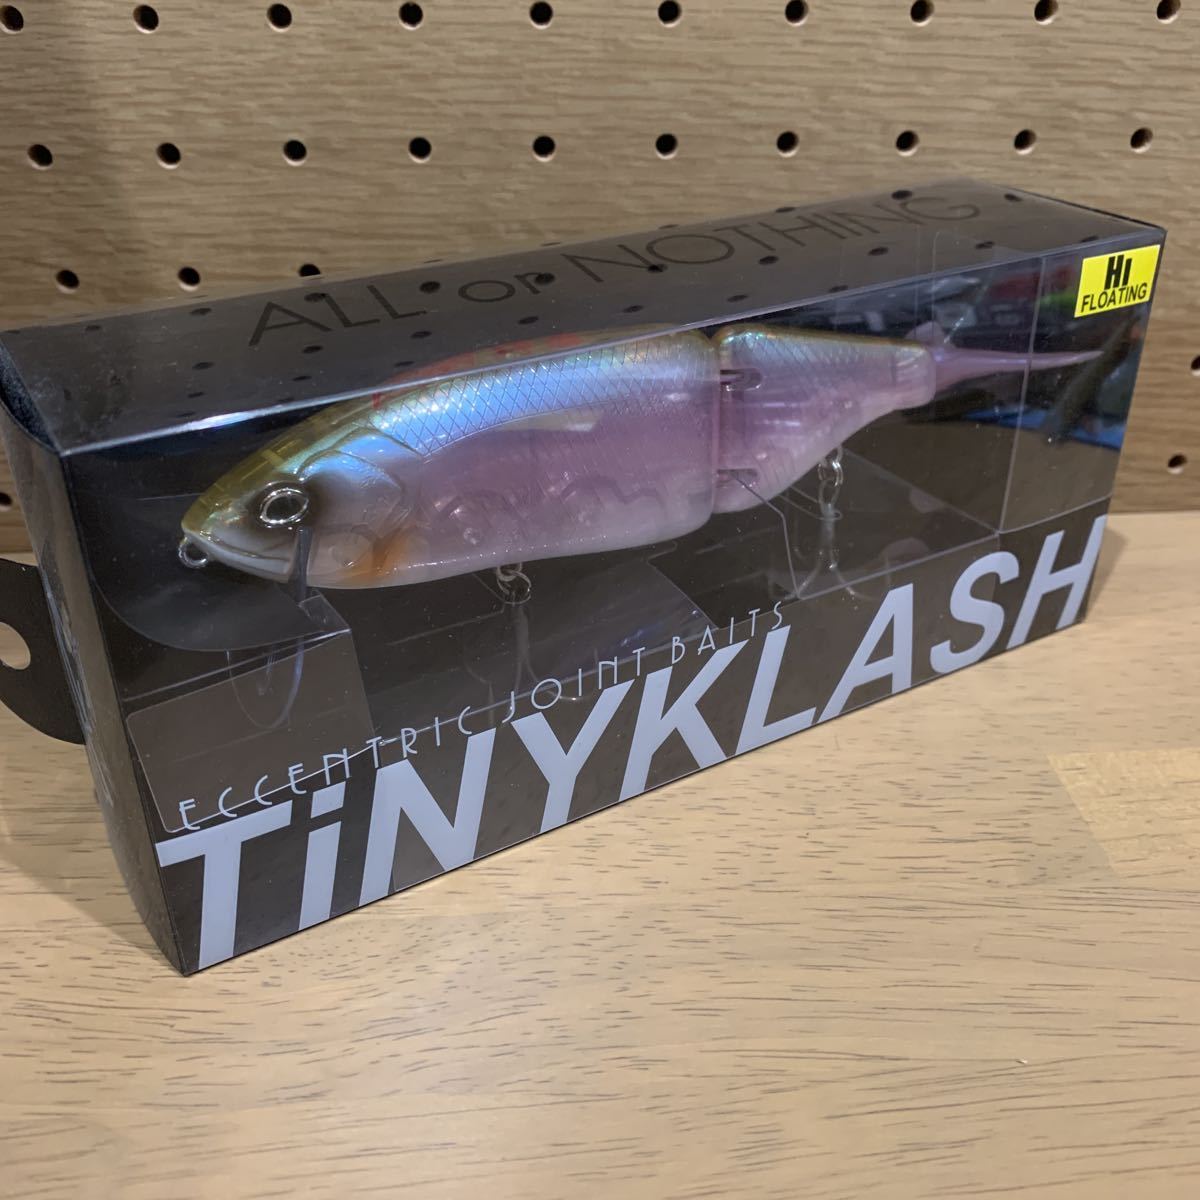 ALL or NOTHING
Hi
FLOATING
ECCENTRIC JOINT BAITS
TiNYKLASH